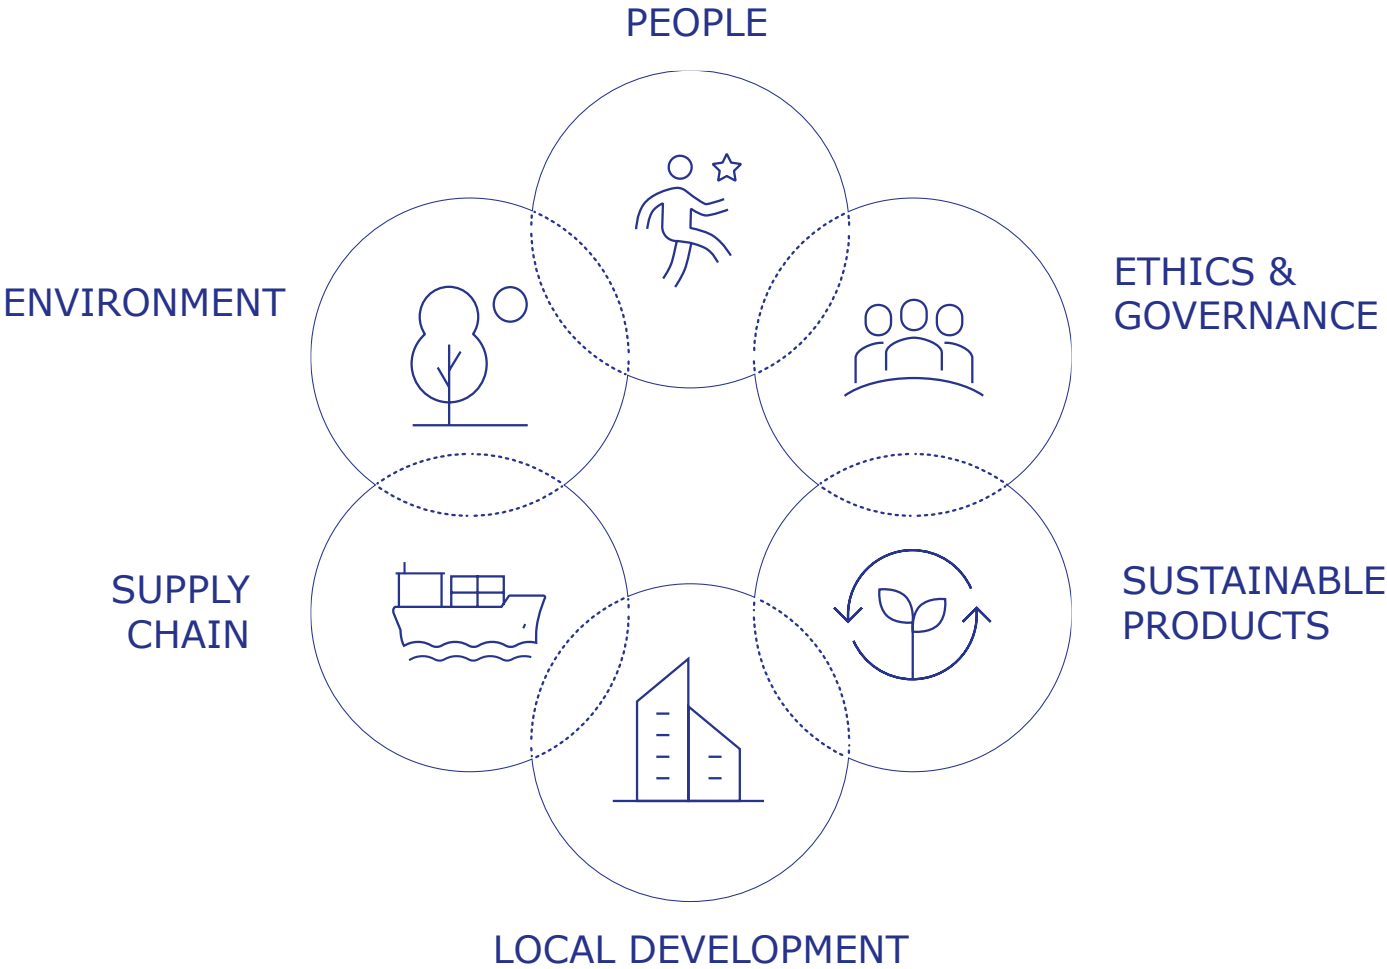 PEOPLE
ETHICS &
GOVERNANCE
ENVIRONMENT
SUSTAINABLE
PRODUCTS
SUPPLY
CHAIN
LOCAL DEVELOPMENT